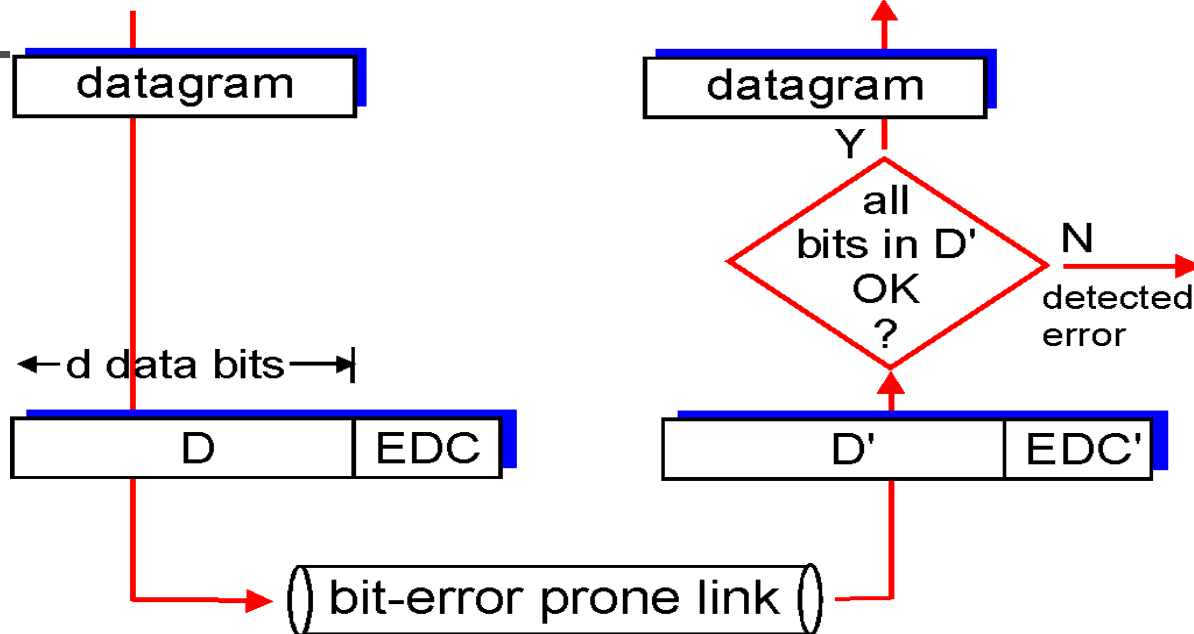 datagram
d data bits
D
EDC
bit-error prone link
datagram
Y
all
bits in D'
OK
?
N
detected
error
D'
EDC'